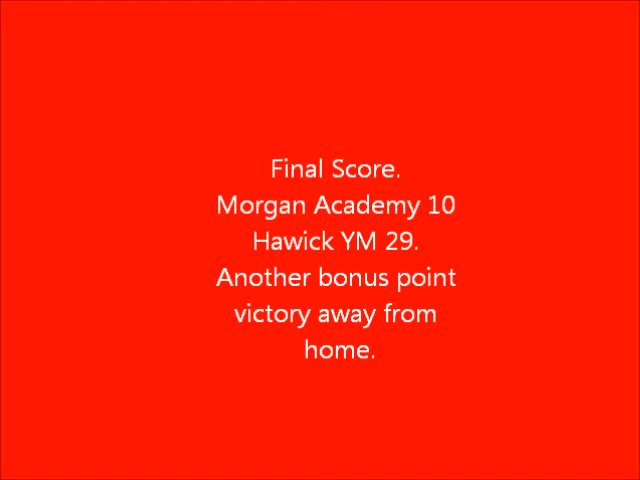 Final Score.
Morgan Academy 10
Hawick YM 29.
Another bonus point
victory away from
home.